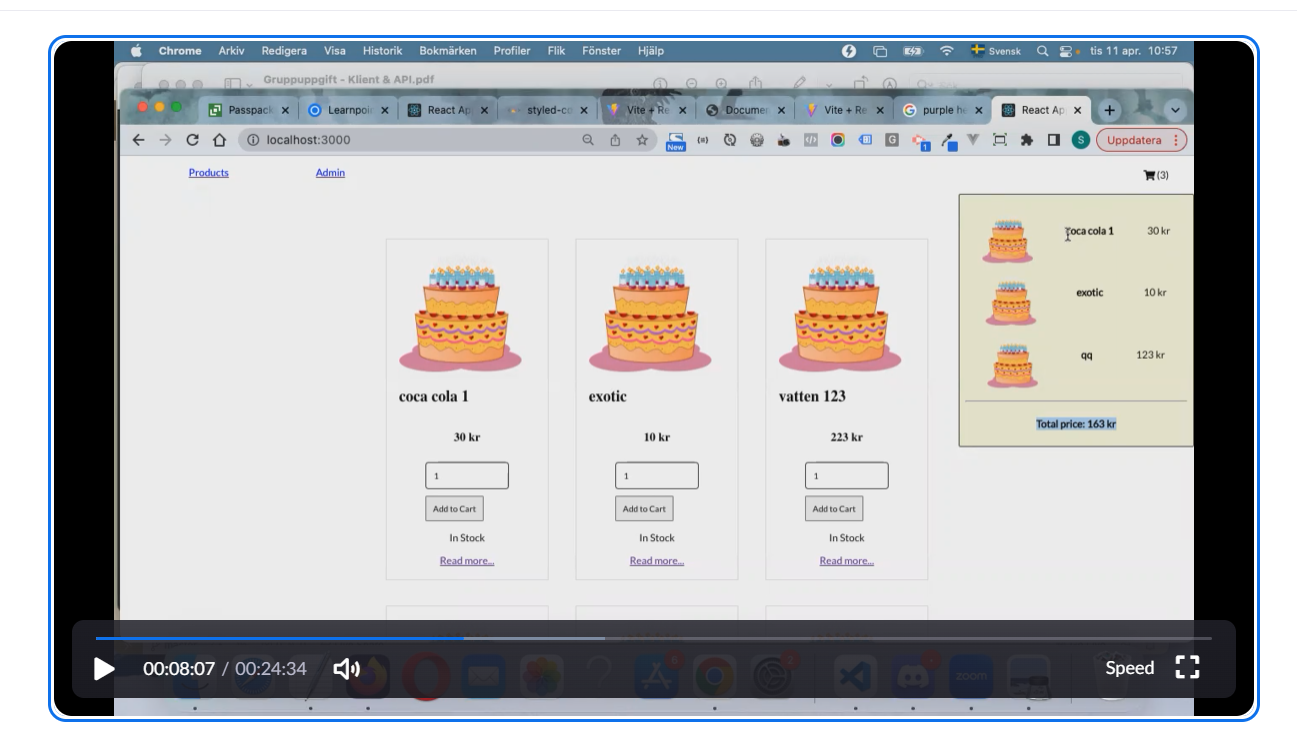 Chrome Arkiv Redigera Visa Historik Bokmärken Profiler Flik Fönster Hjälp Svensk tis 11 apr. 10:57
Gruppuppgift - Klient & API.pdf
Passpack Learnpoin React Ap styled-co Vite + Re Documen Vite + Re purple he React Ap
localhost:3000 New 1 G S Uppdatera
Products Admin (3)
coca cola 1 30 kr
exotic 10 kr
qq 123 kr
Total price: 163 kr
coca cola 1 exotic vatten 123
30 kr 10 kr 223 kr
1 1 1
Add to Cart Add to Cart Add to Cart
In Stock In Stock In Stock
Read more... Read more... Read more...
00:08:07 / 00:24:34 Speed
zoom